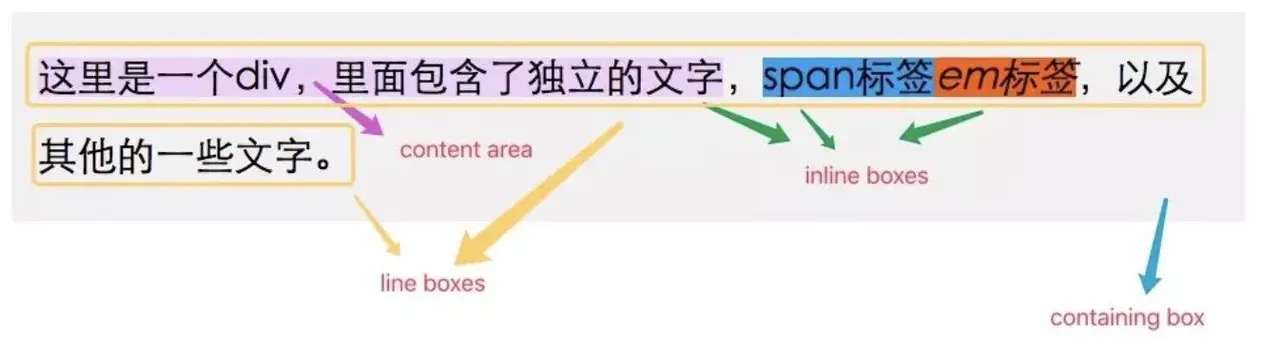 这里是一个div，里面包含了独立的文字，span标签em标签，以及
其他的一些文字。
content area
inline boxes
line boxes
containing box